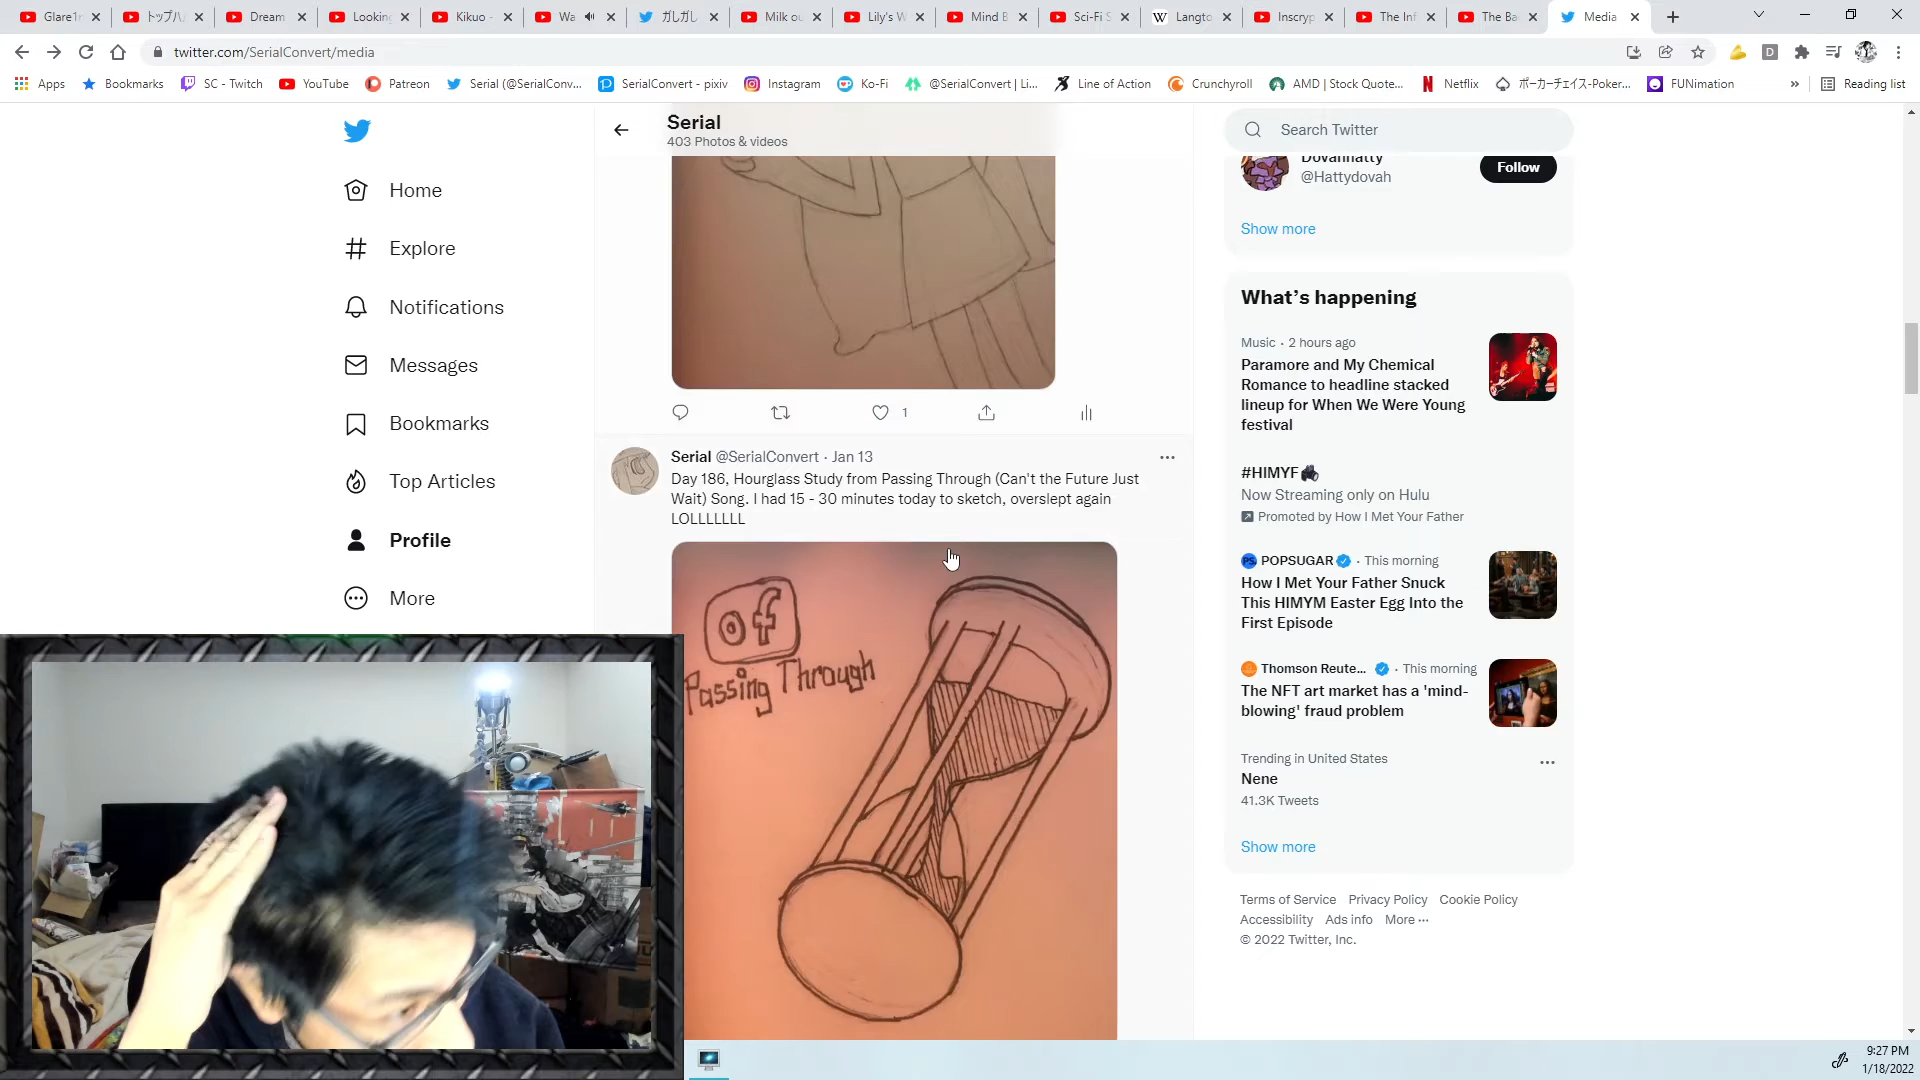 Glare1r
トップハ
Dream
Looking
Kikuo -
Wa
ガしガし
Milk ou
Lily's W
Mind B
Sci-Fi S
Langto
Inscryp
The Inf
The Ba
Media
twitter.com/SerialConvert/media
Apps
Bookmarks
SC - Twitch
YouTube
Patreon
Serial (@SerialConv...
SerialConvert - pixiv
Instagram
Ko-Fi
@SerialConvert | Li...
Line of Action
Crunchyroll
AMD | Stock Quote...
Netflix
ポーカーチェイス-Poker...
FUNimation
»
Reading list
Home
Explore
Notifications
Messages
Bookmarks
Top Articles
Profile
More
Serial
403 Photos & videos
1
Serial @SerialConvert · Jan 13
Day 186, Hourglass Study from Passing Through (Can't the Future Just
Wait) Song. I had 15 - 30 minutes today to sketch, overslept again
LOLLLLLLL
Passing Through
Search Twitter
Dovahhatty
@Hattydovah
Follow
Show more
What's happening
Music · 2 hours ago
Paramore and My Chemical
Romance to headline stacked
lineup for When We Were Young
festival
#HIMYF
Now Streaming only on Hulu
Promoted by How I Met Your Father
POPSUGAR · This morning
How I Met Your Father Snuck
This HIMYM Easter Egg Into the
First Episode
Thomson Reute... · This morning
The NFT art market has a 'mind-
blowing' fraud problem
Trending in United States
Nene
41.3K Tweets
Show more
Terms of Service Privacy Policy Cookie Policy
Accessibility Ads info More ···
© 2022 Twitter, Inc.
9:27 PM
1/18/2022